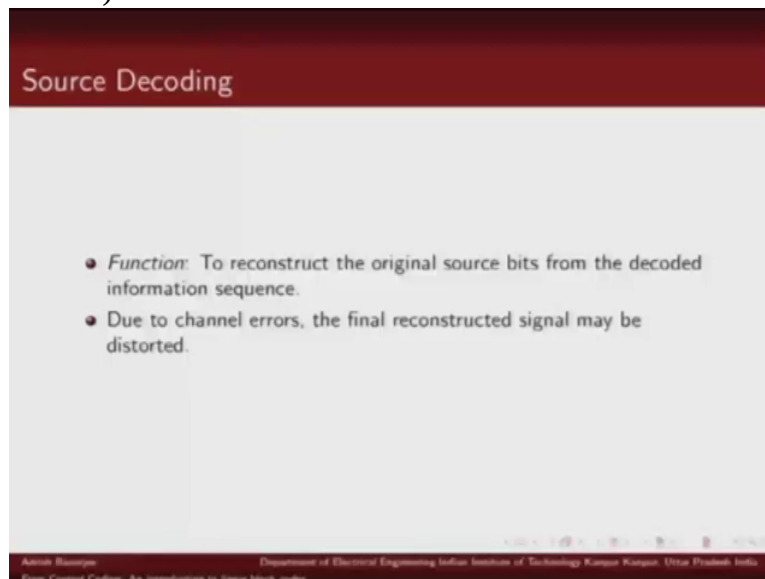 Source Decoding
Function: To reconstruct the original source bits from the decoded
information sequence.
Due to channel errors, the final reconstructed signal may be
distorted.
Department of Electrical Engineering Indian Institute of Technology Kanpur Kanpur, Uttar Pradesh India